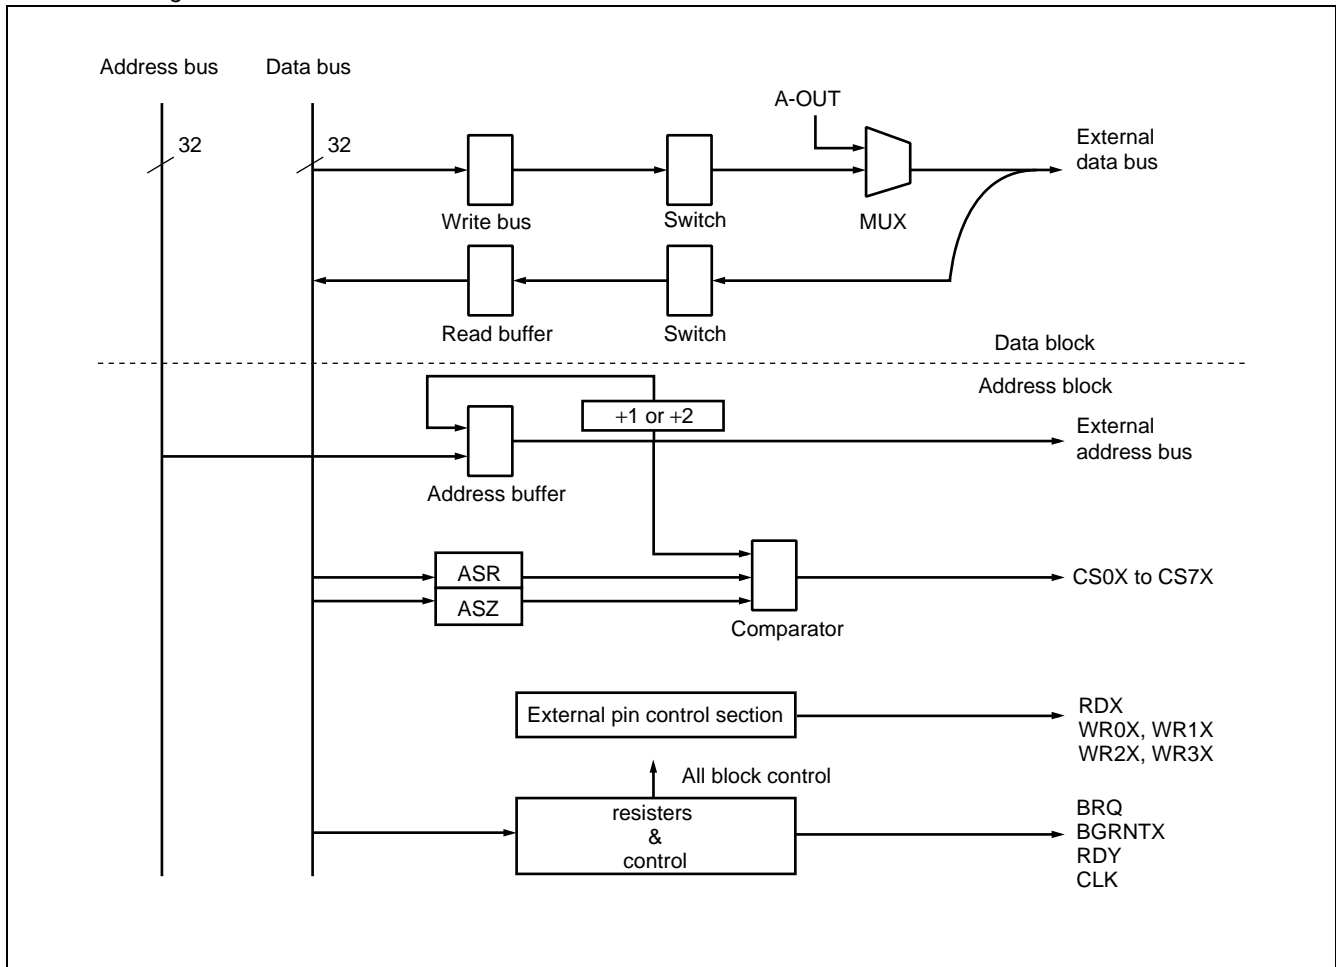 Address bus
Data bus
A-OUT
32
32
External
data bus
Write bus
Switch
MUX
Read buffer
Switch
Data block
Address block
+1 or +2
External
address bus
Address buffer
ASR
ASZ
CS0X to CS7X
Comparator
External pin control section
RDX
WR0X, WR1X
WR2X, WR3X
All block control
resisters
&
control
BRQ
BGRNTX
RDY
CLK